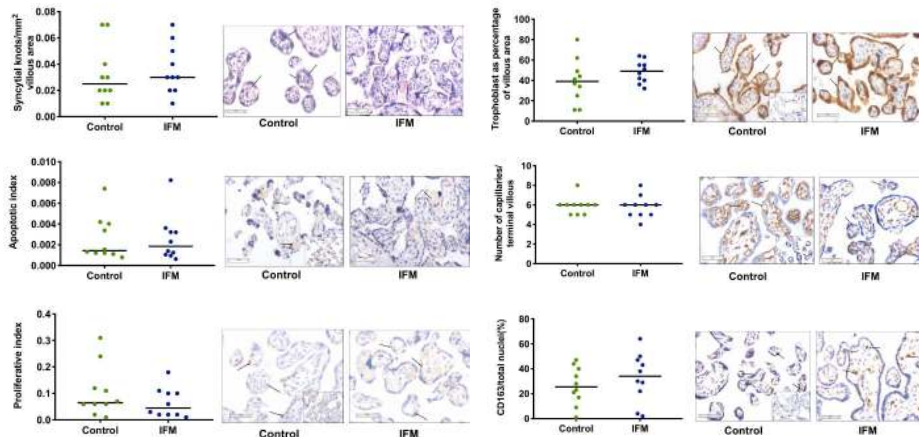 Syncytial knots/mm²
villous area
0.08
0.06
0.04
0.02
0.00
Control
IFM
Control
IFM
Trophoblast as percentage
of villous area
100
80
60
40
20
0
Control
IFM
Control
IFM
Apoptotic index
0.010
0.008
0.006
0.004
0.002
0.000
Control
IFM
Control
IFM
Number of capillaries/
terminal villous
10
8
6
4
2
0
Control
IFM
Control
IFM
Proliferative index
0.4
0.3
0.2
0.1
0.0
Control
IFM
Control
IFM
CD163/total nuclei(%)
80
60
40
20
0
Control
IFM
Control
IFM